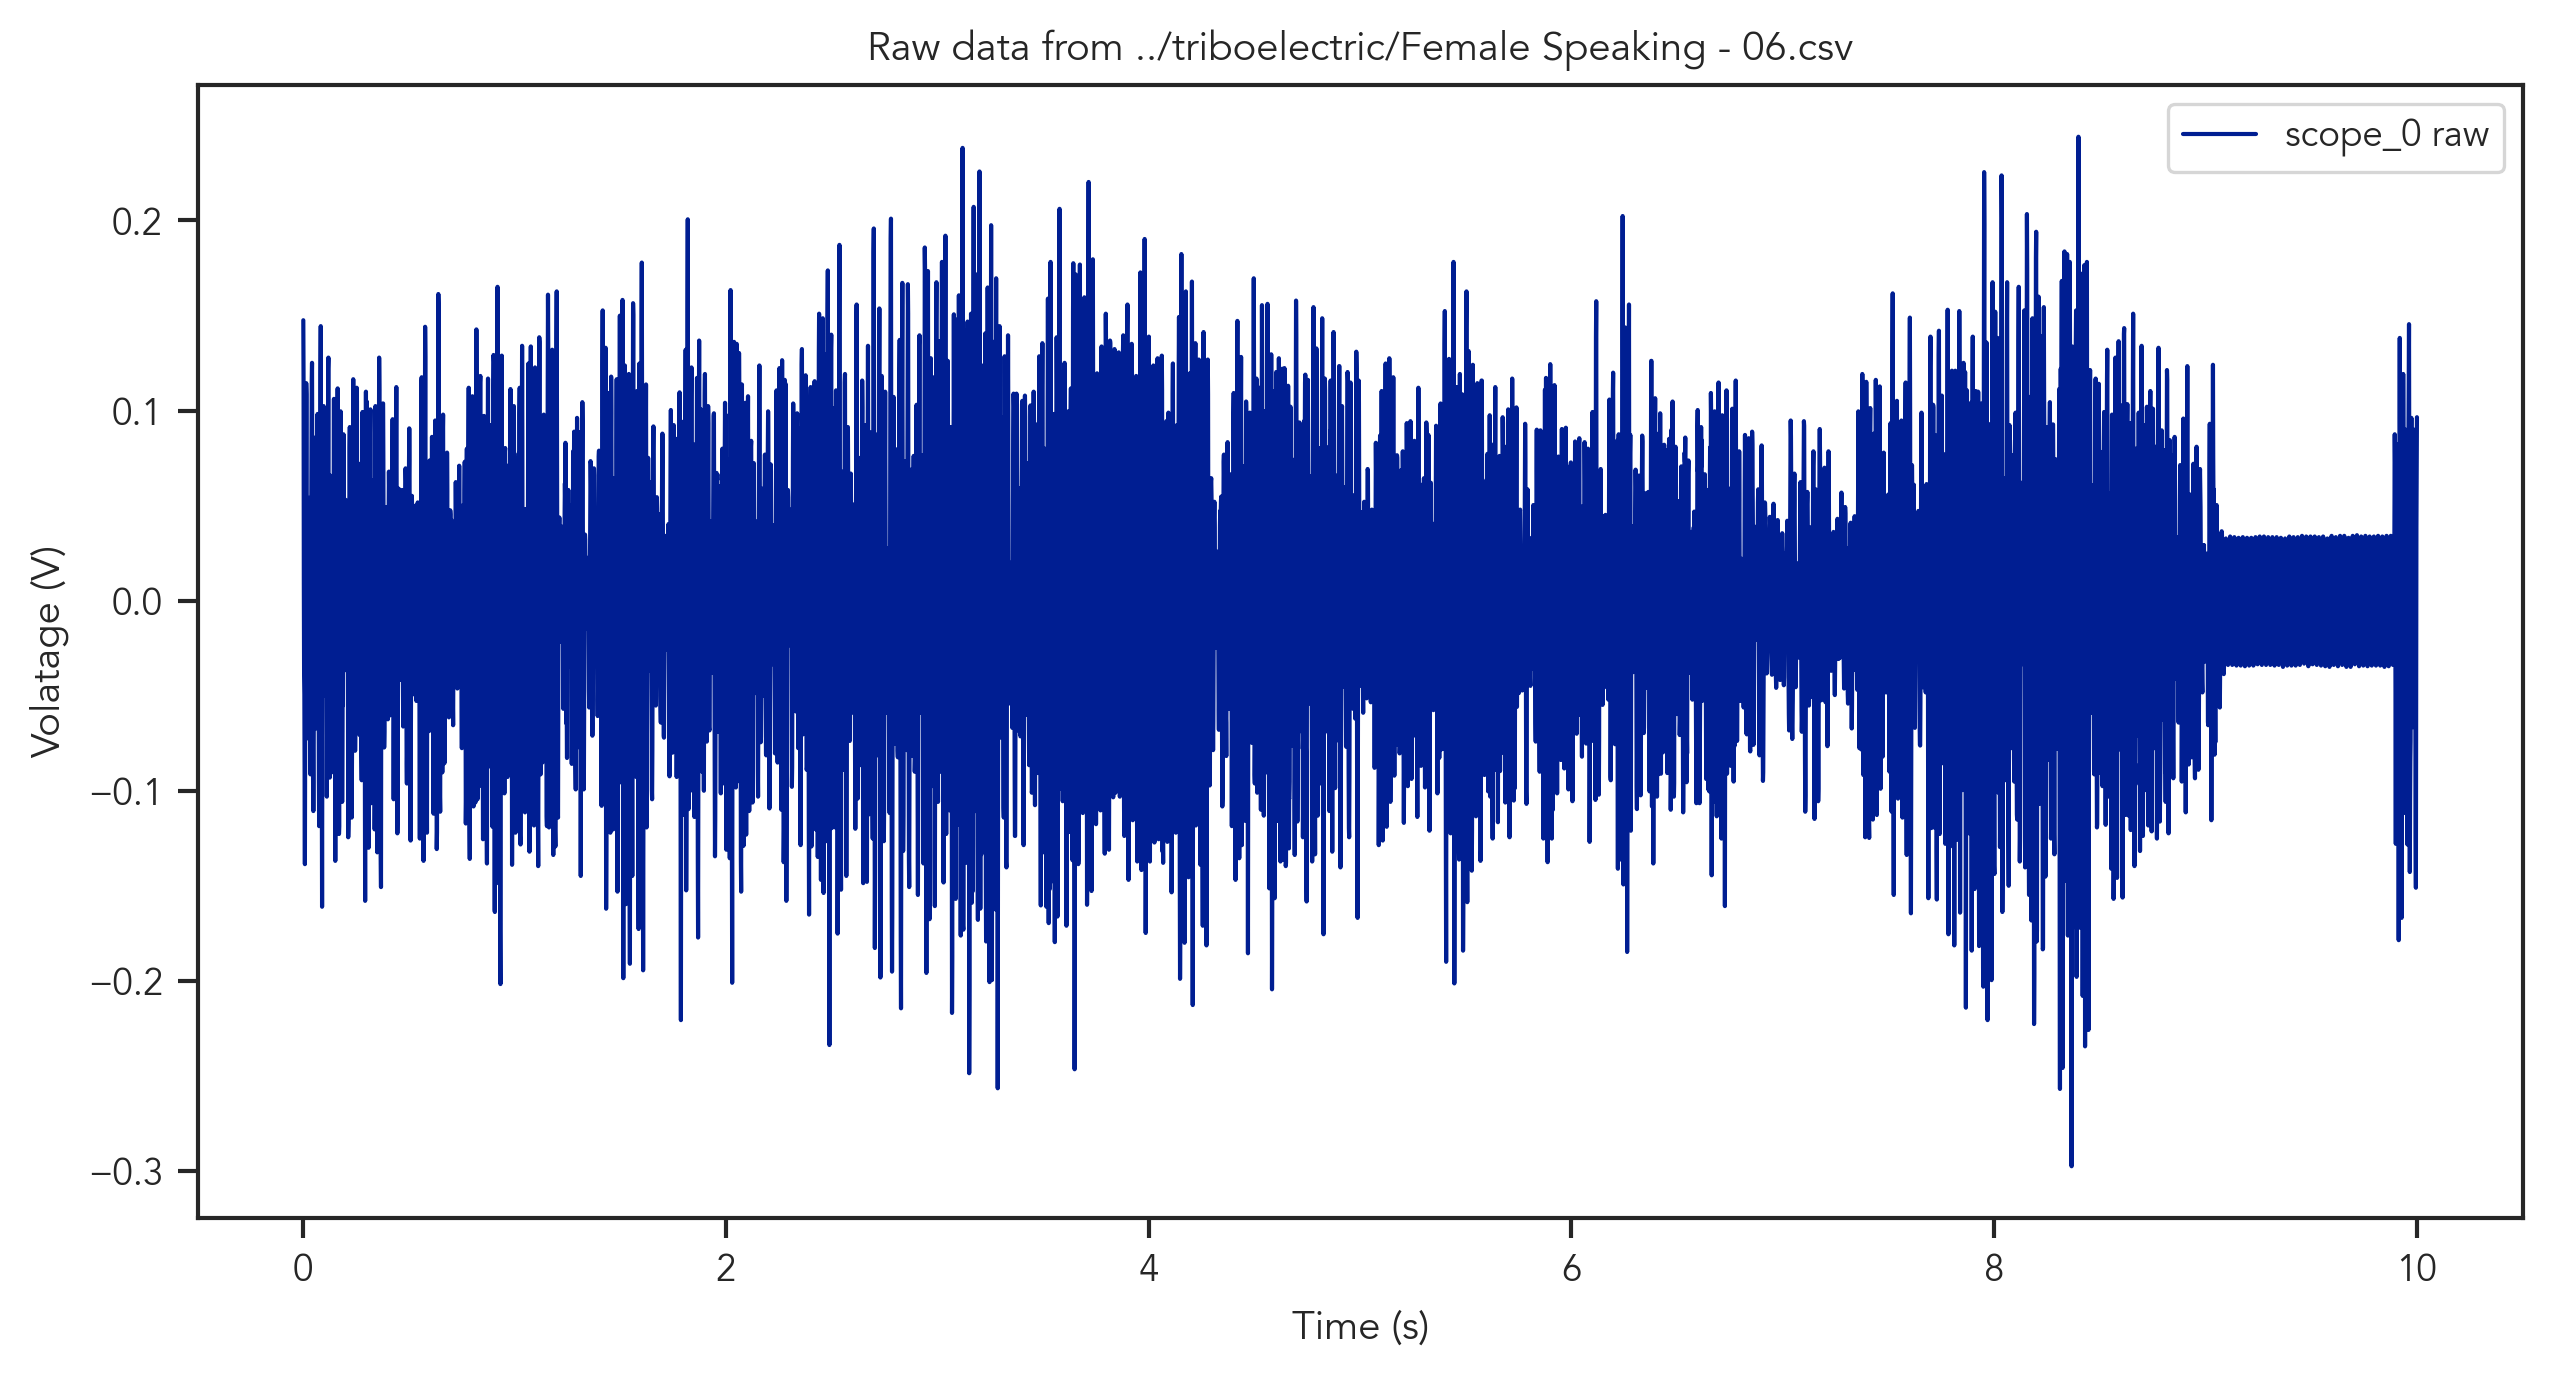 Raw data from ../triboelectric/Female Speaking - 06.csv
scope_0 raw
Volatage (V)
0.2
0.1
0.0
−0.1
−0.2
−0.3
0 2 4 6 8 10
Time (s)